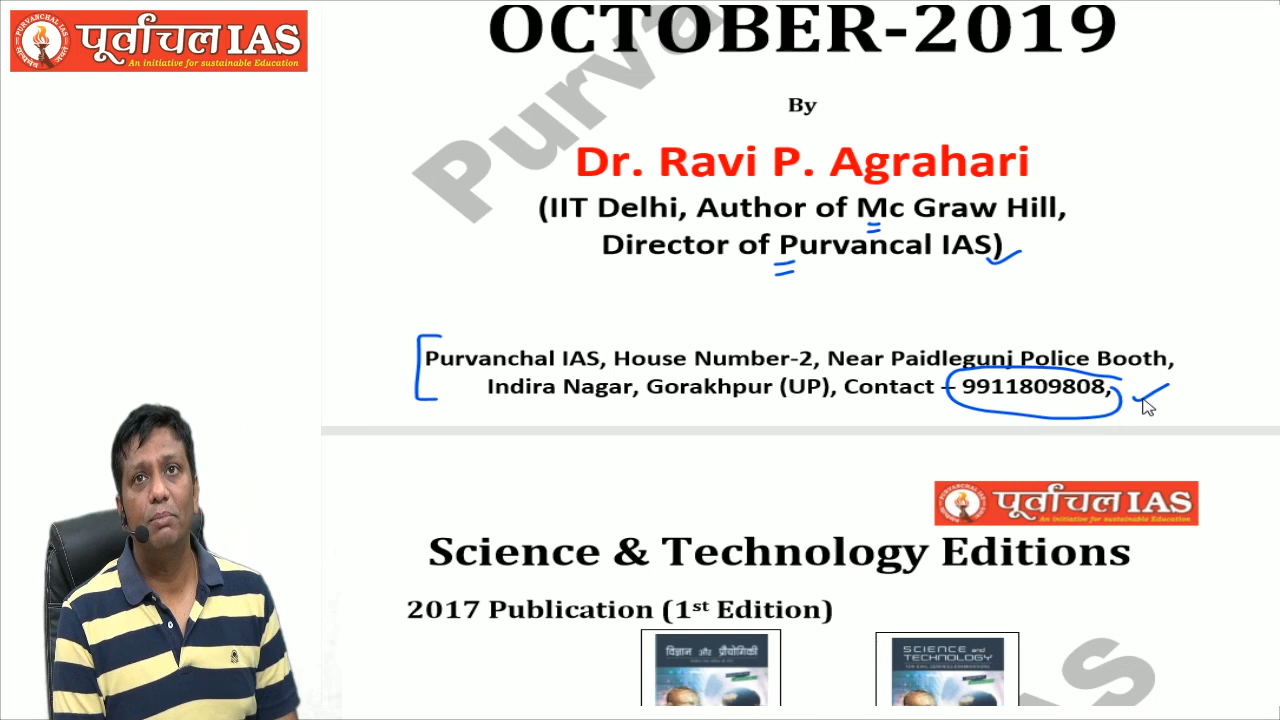 पूर्वांचल IAS
An initiative for sustainable Education
OCTOBER-2019
By
Dr. Ravi P. Agrahari
(IIT Delhi, Author of Mc Graw Hill,
Director of Purvancal IAS)
Purvanchal IAS, House Number-2, Near Paidlegunj Police Booth,
Indira Nagar, Gorakhpur (UP), Contact – 9911809808,
पूर्वांचल IAS
An initiative for sustainable Education
Science & Technology Editions
2017 Publication (1st Edition)
विज्ञान और प्रौद्योगिकी
SCIENCE and
TECHNOLOGY